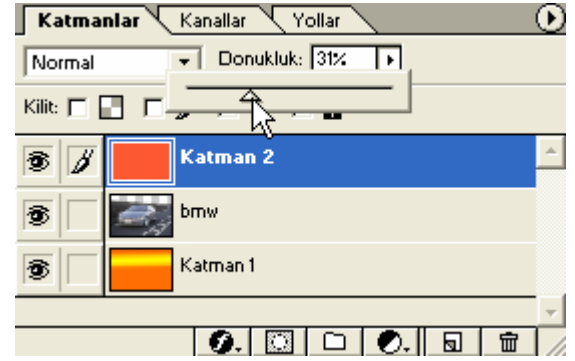 Katmanlar Kanallar Yollar
Normal Donukluk: 31%
Kilit:
Katman 2
bmw
Katman 1